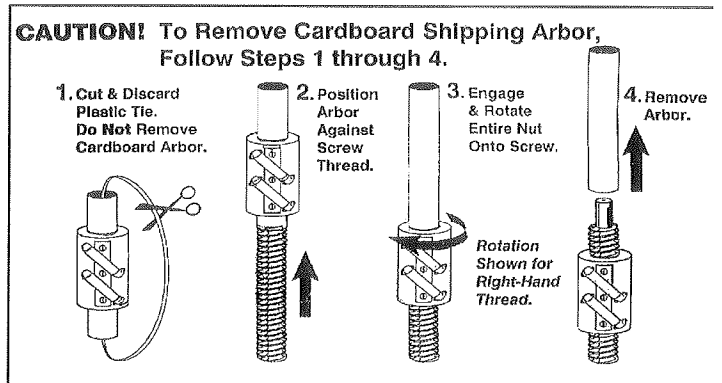 CAUTION! To Remove Cardboard Shipping Arbor,
Follow Steps 1 through 4.
1. Cut & Discard
Plastic Tie.
Do Not Remove
Cardboard Arbor.
2. Position
Arbor
Against
Screw
Thread.
3. Engage
& Rotate
Entire Nut
Onto Screw.
Rotation
Shown for
Right-Hand
Thread.
4. Remove
Arbor.